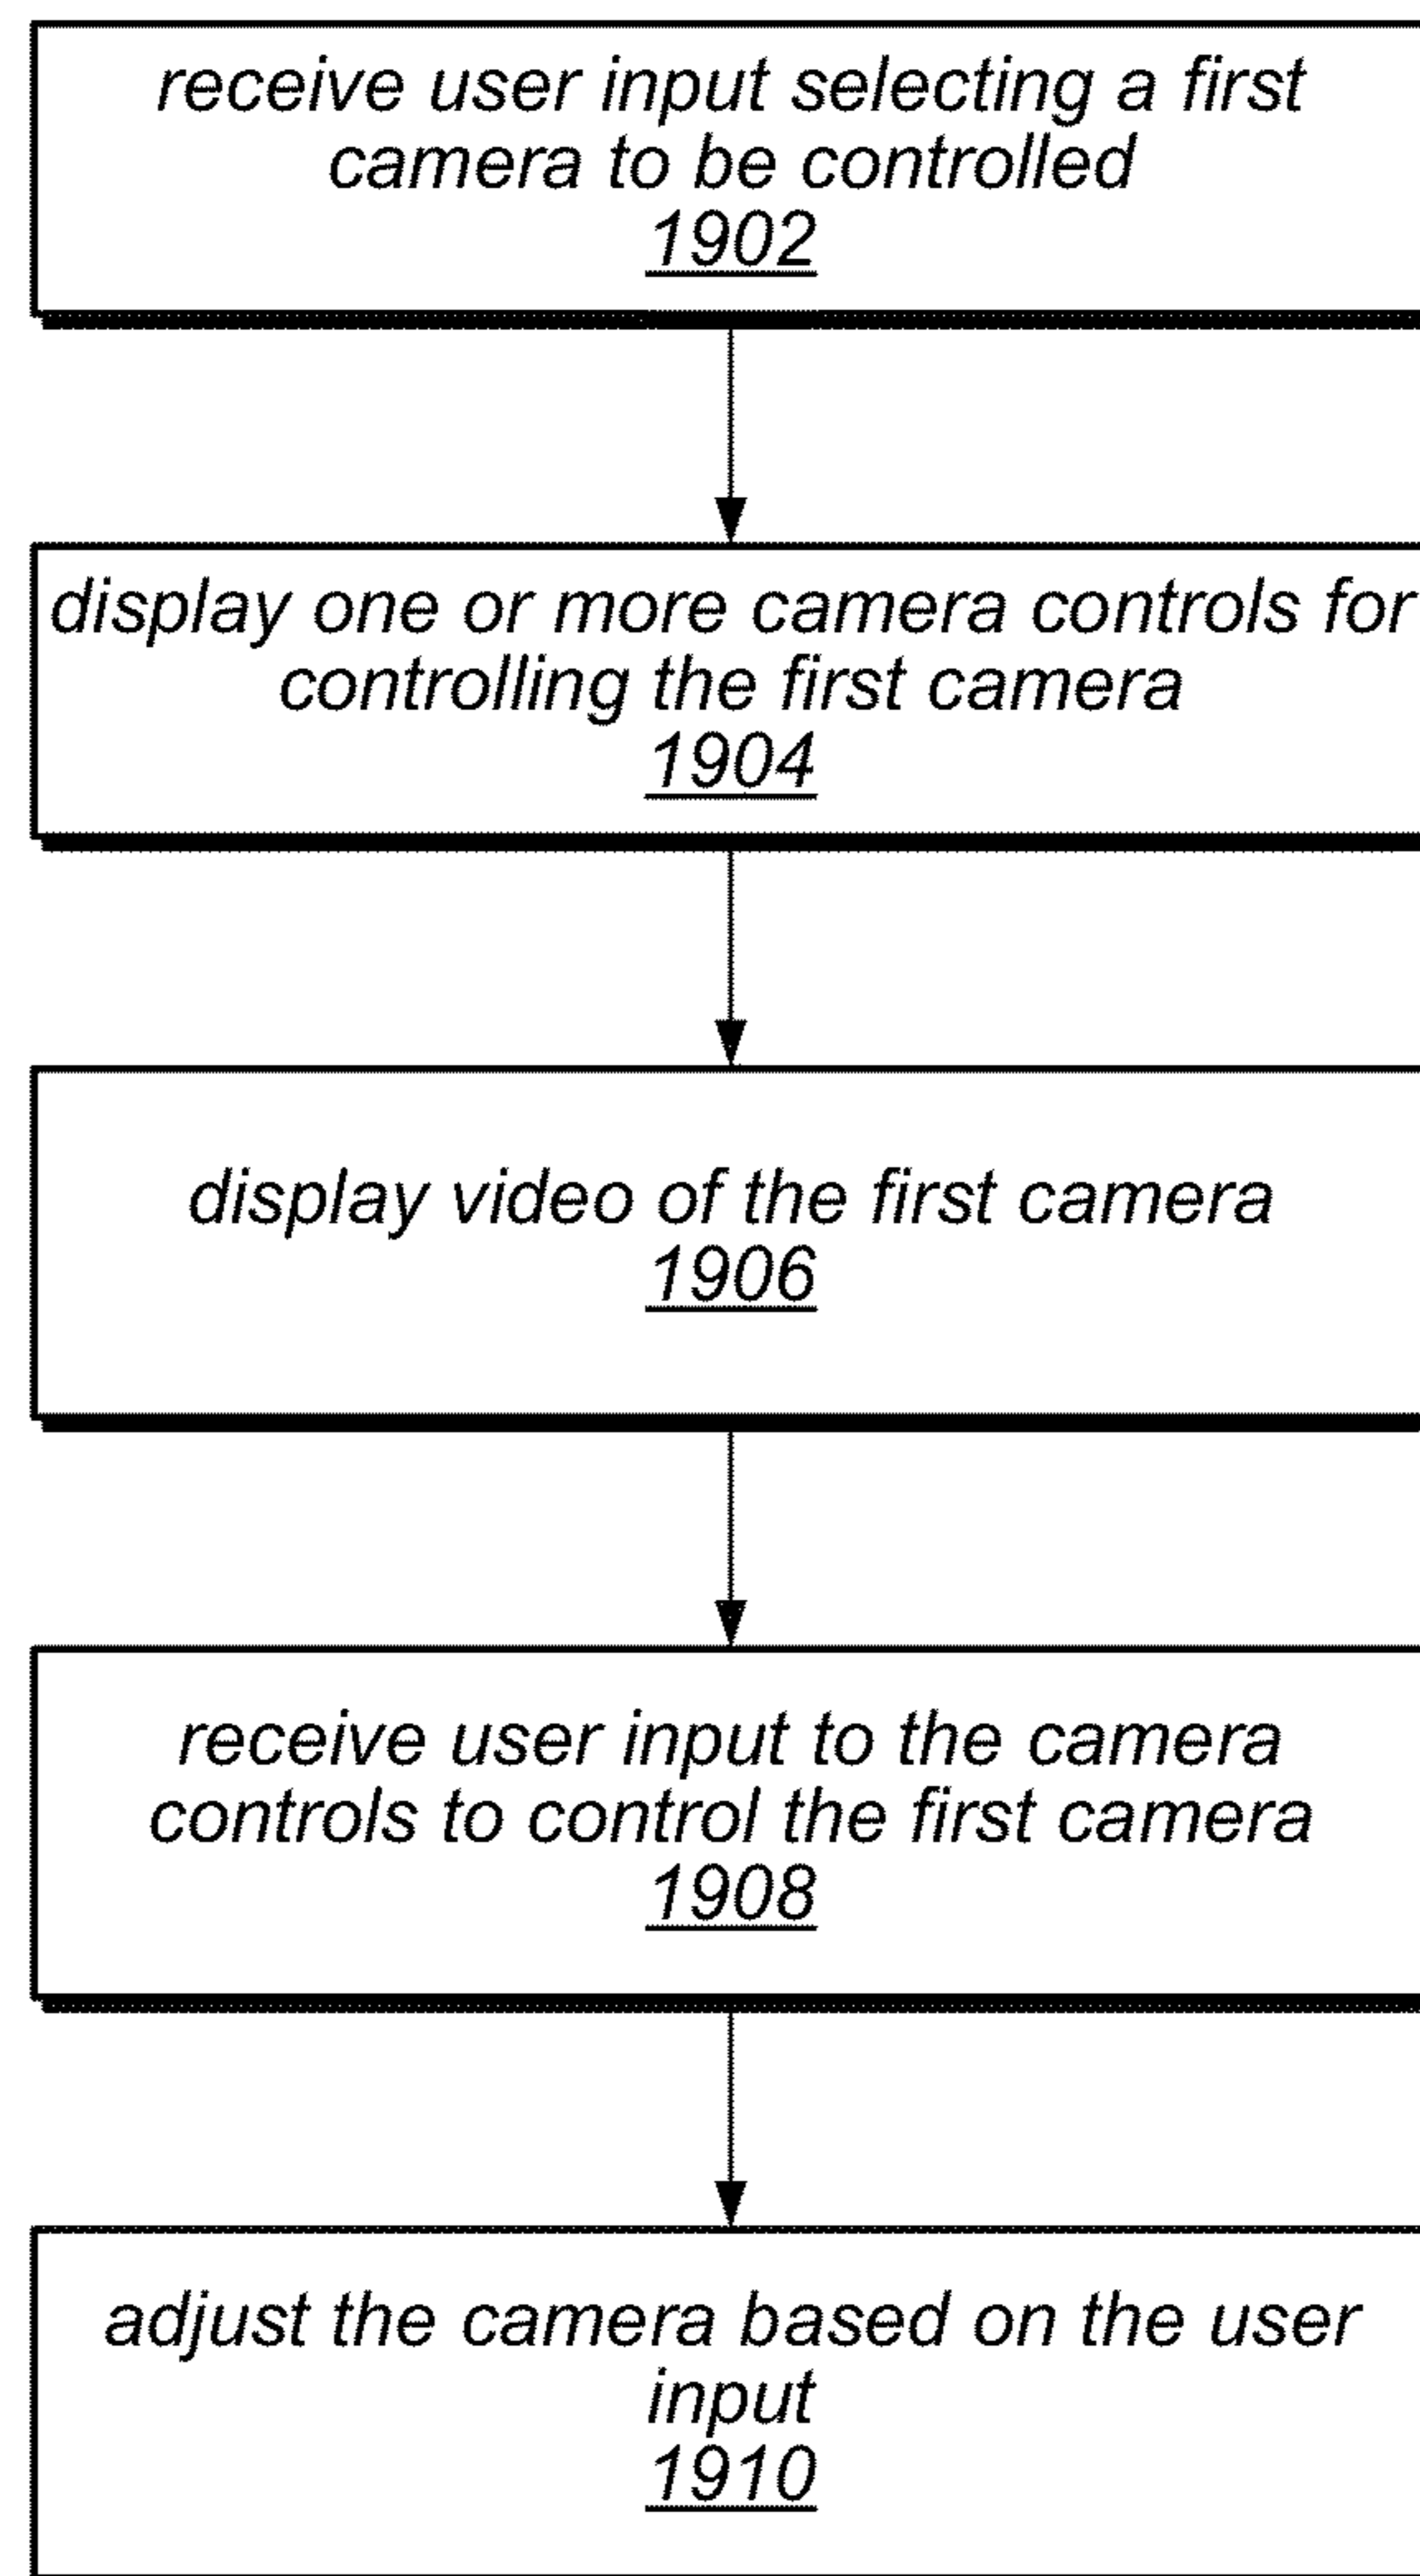 receive user input selecting a first
camera to be controlled
1902
display one or more camera controls for
controlling the first camera
1904
display video of the first camera
1906
receive user input to the camera
controls to control the first camera
1908
adjust the camera based on the user
input
1910